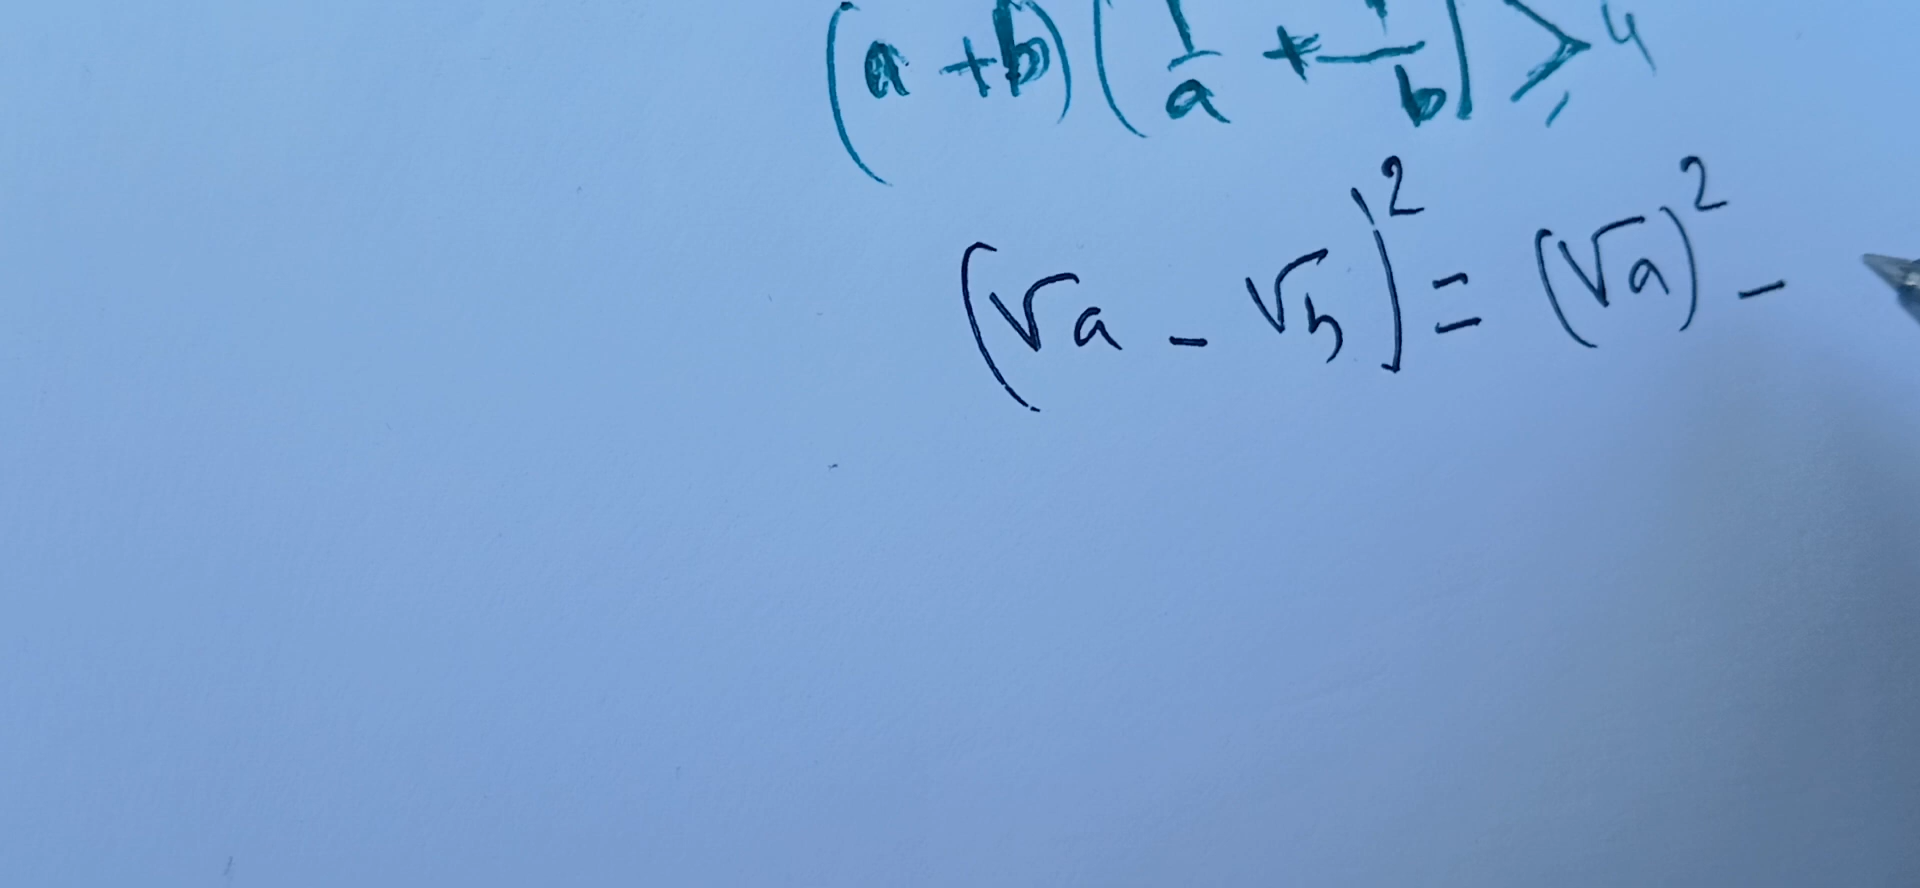 (a + b) (1/a + 1/b) ≥ 4
(√a - √b)² = (√a)² -